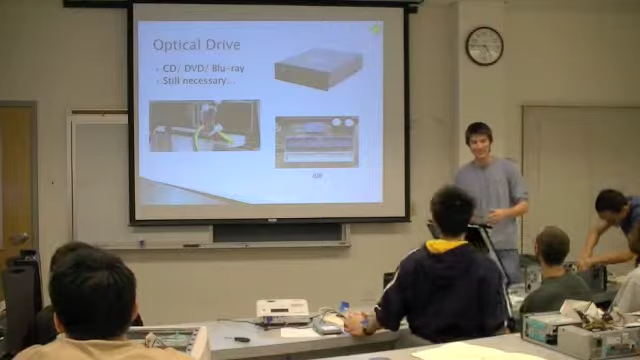 Optical Drive
CD/ DVD/ Blu-ray
Still necessary...